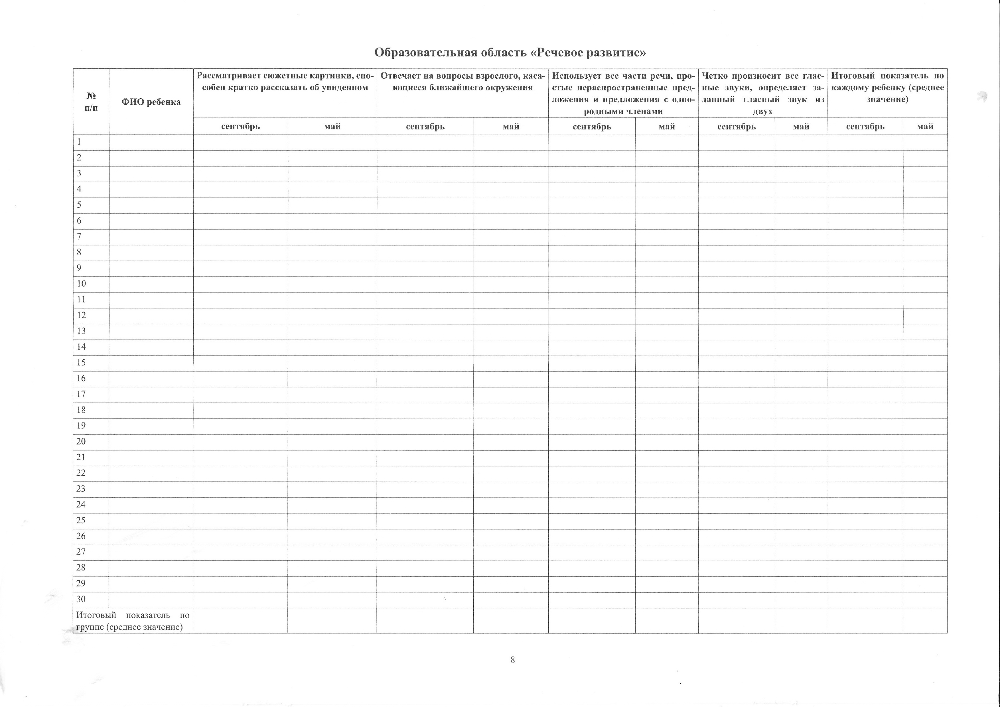 Образовательная область «Речевое развитие»
№
п/п
ФИО ребенка
Рассматривает сюжетные картинки, спо-
собен кратко рассказать об увиденном
Отвечает на вопросы взрослого, каса-
ющиеся ближайшего окружения
Использует все части речи, про-
стые нераспространенные пред-
ложения и предложения с одно-
родными членами
Четко произносит все глас-
ные звуки, определяет за-
данный гласный звук из
двух
Итоговый показатель по
каждому ребенку (среднее
значение)
сентябрь май сентябрь май сентябрь май сентябрь май сентябрь май
1
2
3
4
5
6
7
8
9
10
11
12
13
14
15
16
17
18
19
20
21
22
23
24
25
26
27
28
29
30
Итоговый показатель по
группе (среднее значение)
8